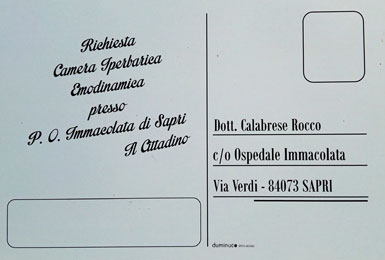 Richiesta
Camera Iperbarica
Emodinamica
presso
P. O. Immacolata di Sapri
Il Cittadino
Dott. Calabrese Rocco
c/o Ospedale Immacolata
Via Verdi - 84073 SAPRI
duminuco